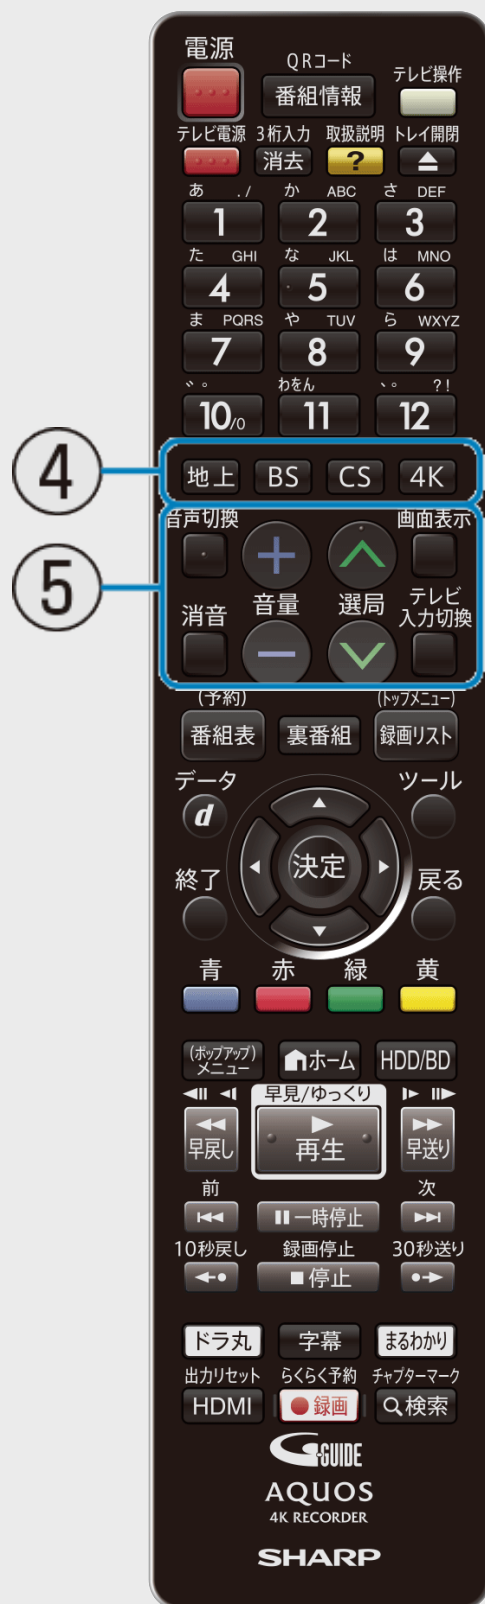 電源
QRコード
番組情報
テレビ操作
テレビ電源 3桁入力 取扱説明 トレイ開閉
消去 ?
あ ./ か ABC さ DEF
1 2 3
た GHI な JKL は MNO
4 5 6
ま PQRS や TUV ら WXYZ
7 8 9
゛゜ わをん 、。 ?!
10/0 11 12
④ 地上 BS CS 4K
音声切換 画面表示
⑤
消音 音量 選局 テレビ
入力切換
(予約) (トップメニュー)
番組表 裏番組 録画リスト
データ ツール
d
決定
終了 戻る
青 赤 緑 黄
(ポップアップ)
メニュー ホーム HDD/BD
早見/ゆっくり
早戻し 再生 早送り
前 次
一時停止
10秒戻し 録画停止 30秒送り
停止
ドラ丸 字幕 まるわかり
出力リセット らくらく予約 チャプターマーク
HDMI 録画 検索
G-GUIDE
AQUOS
4K RECORDER
SHARP